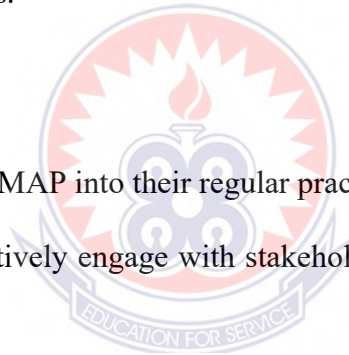 s.
MAP into their regular prac
tively engage with stakehol
EDUCATION FOR SERVICE